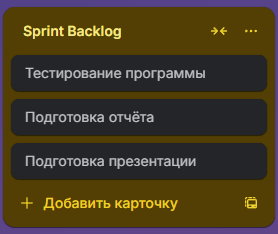 Sprint Backlog
Тестирование программы
Подготовка отчёта
Подготовка презентации
+ Добавить карточку